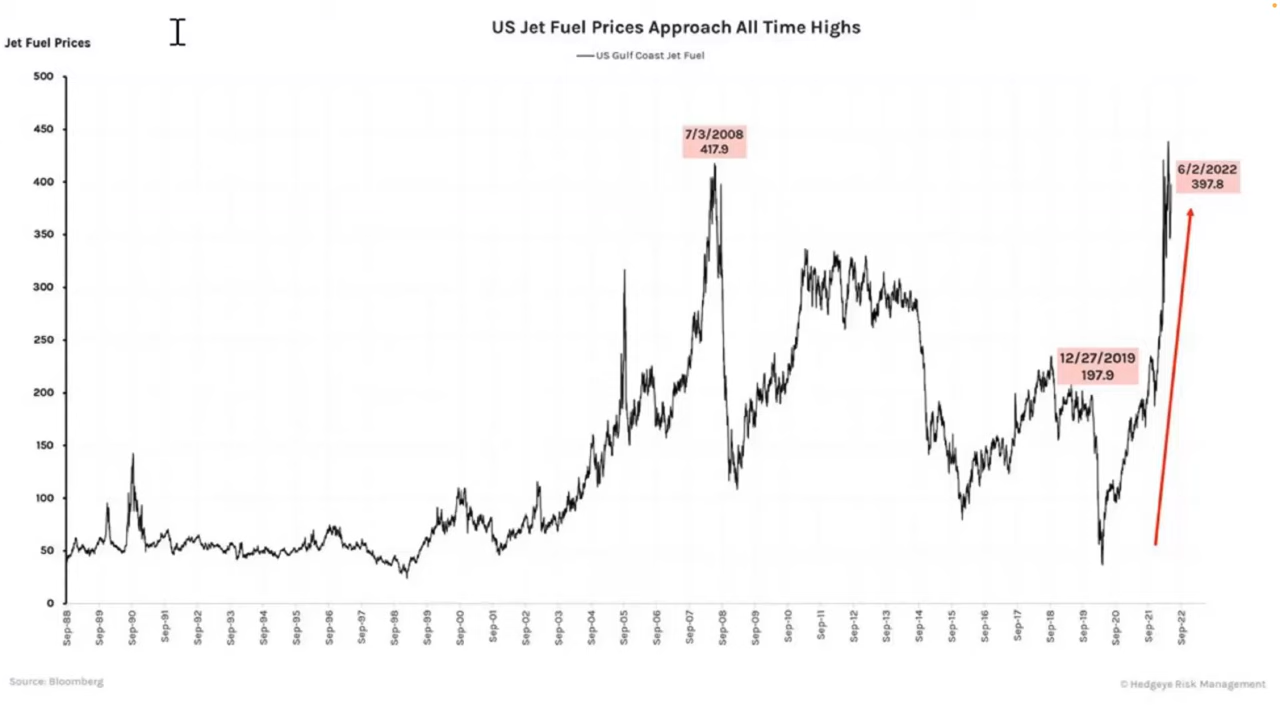 US Jet Fuel Prices Approach All Time Highs
Jet Fuel Prices
US Gulf Coast Jet Fuel
500
450
400
350
300
250
200
150
100
50
0
7/3/2008
417.9
6/2/2022
397.8
12/27/2019
197.9
Sep-88
Sep-89
Sep-90
Sep-91
Sep-92
Sep-93
Sep-94
Sep-95
Sep-96
Sep-97
Sep-98
Sep-99
Sep-00
Sep-01
Sep-02
Sep-03
Sep-04
Sep-05
Sep-06
Sep-07
Sep-08
Sep-09
Sep-10
Sep-11
Sep-12
Sep-13
Sep-14
Sep-15
Sep-16
Sep-17
Sep-18
Sep-19
Sep-20
Sep-21
Sep-22
Source: Bloomberg
© Hedgeye Risk Management